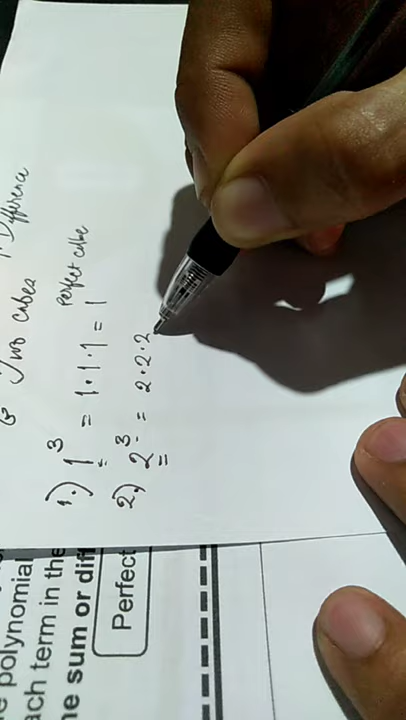 Two cubes Difference
Perfect cube
1.) 1³ = 1·1·1 = 1
2.) 2³ = 2·2·2
polynomial
ach term in the
he sum or diff
Perfect